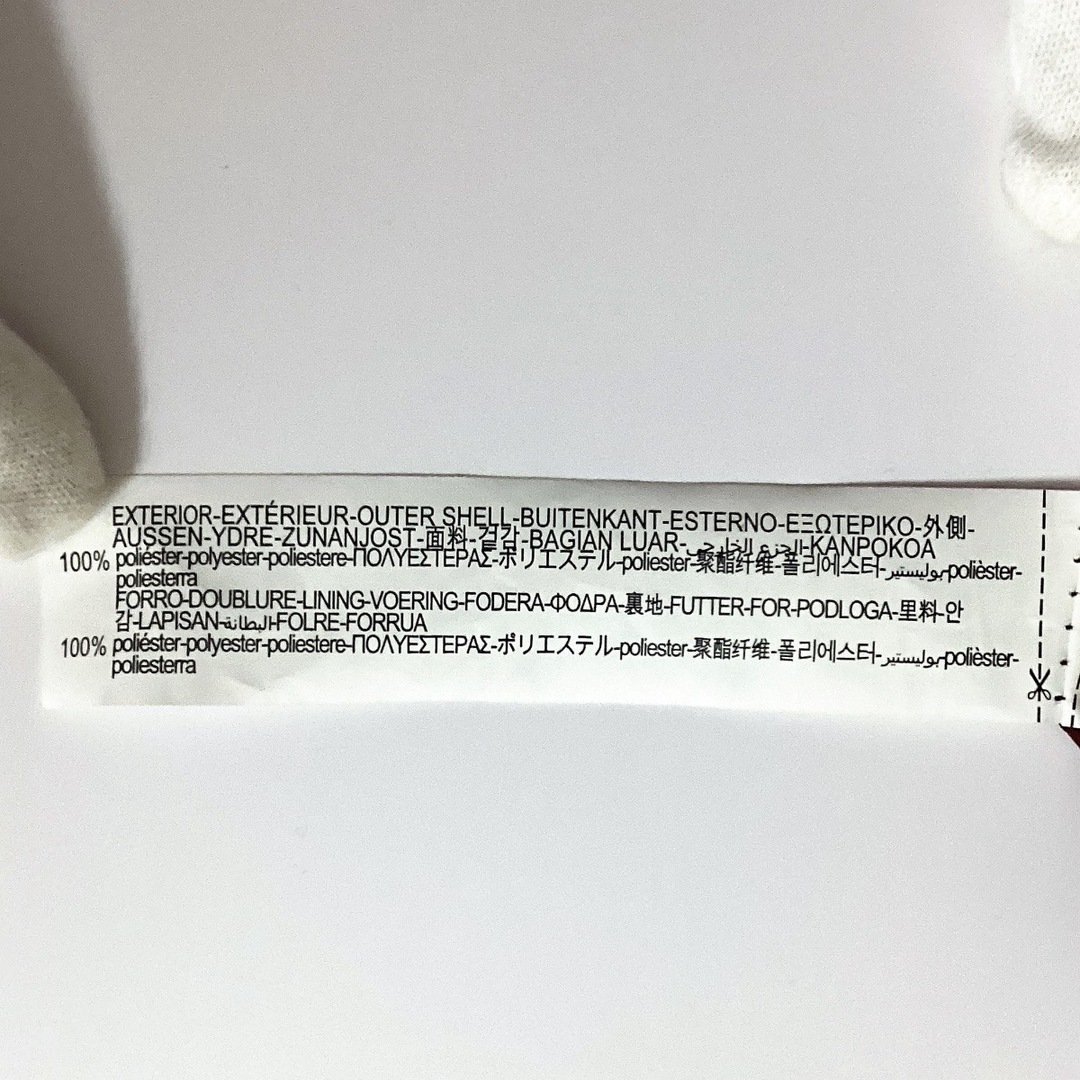 EXTERIOR-EXTÉRIEUR-OUTER SHELL-BUITENKANT-ESTERNO-ΕΞΩΤΕΡΙΚΟ-外側-
AUSSEN-YDRE-ZUNANJOST-面料-겉감-BAGIAN LUAR-الجزء الخارجي-KANPOKOA
100% poliéster-polyester-poliestere-ΠΟΛΥΕΣΤΕΡΑΣ-ポリエステル-poliester-聚酯纤维-폴리에스터-بوليستير-polièster-
poliesterra
FORRO-DOUBLURE-LINING-VOERING-FODERA-ΦΟΔΡΑ-裏地-FUTTER-FOR-PODLOGA-里料-안
감-LAPISAN-البطانة-FOLRE-FORRUA
100% poliéster-polyester-poliestere-ΠΟΛΥΕΣΤΕΡΑΣ-ポリエステル-poliester-聚酯纤维-폴리에스터-بوليستير-polièster-
poliesterra